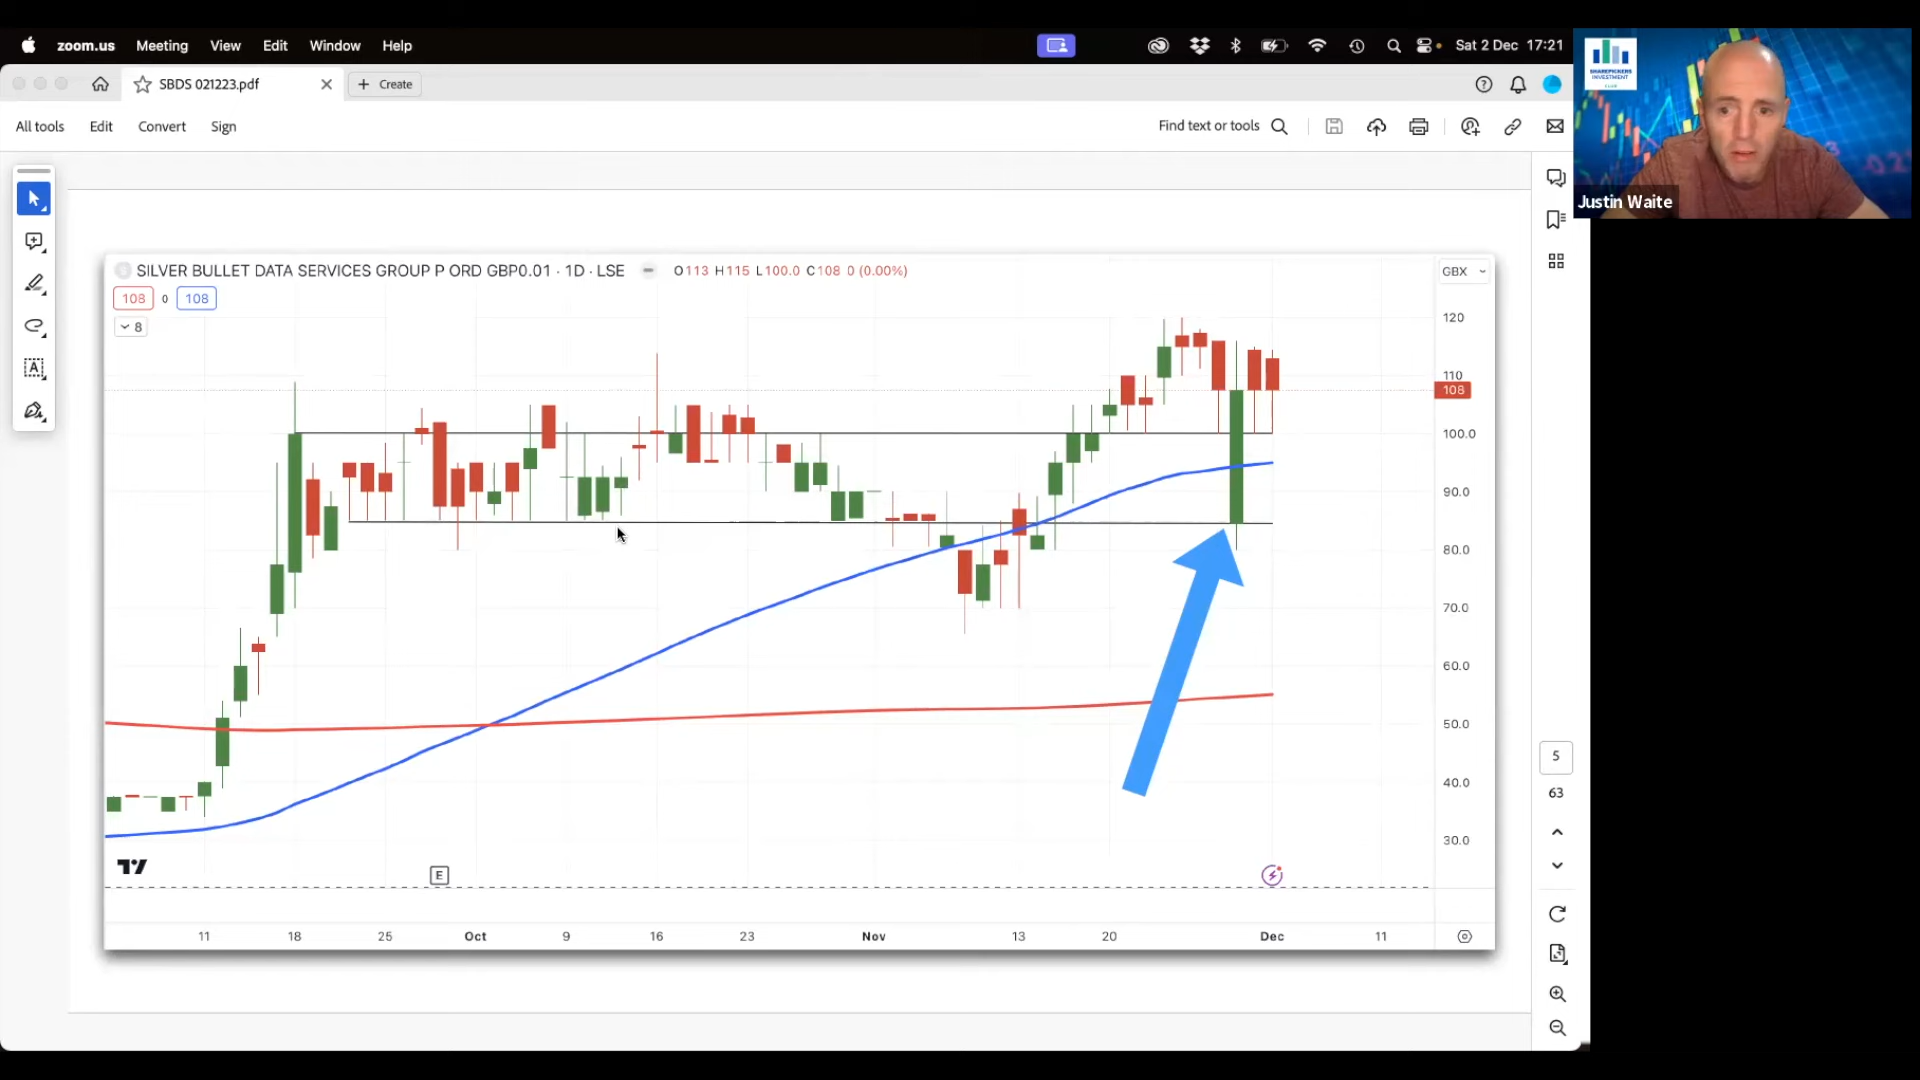 zoom.us Meeting View Edit Window Help Sat 2 Dec 17:21
SBDS 021223.pdf + Create
All tools Edit Convert Sign Find text or tools
SHAREPICKERS
INVESTMENT
CLUB
Justin Waite
SILVER BULLET DATA SERVICES GROUP P ORD GBP0.01 · 1D · LSE O113 H115 L100.0 C108 0 (0.00%) GBX
108 0 108
8
120
110
108
100.0
90.0
80.0
70.0
60.0
50.0
40.0
30.0
E
11 18 25 Oct 9 16 23 Nov 13 20 Dec 11
5
63